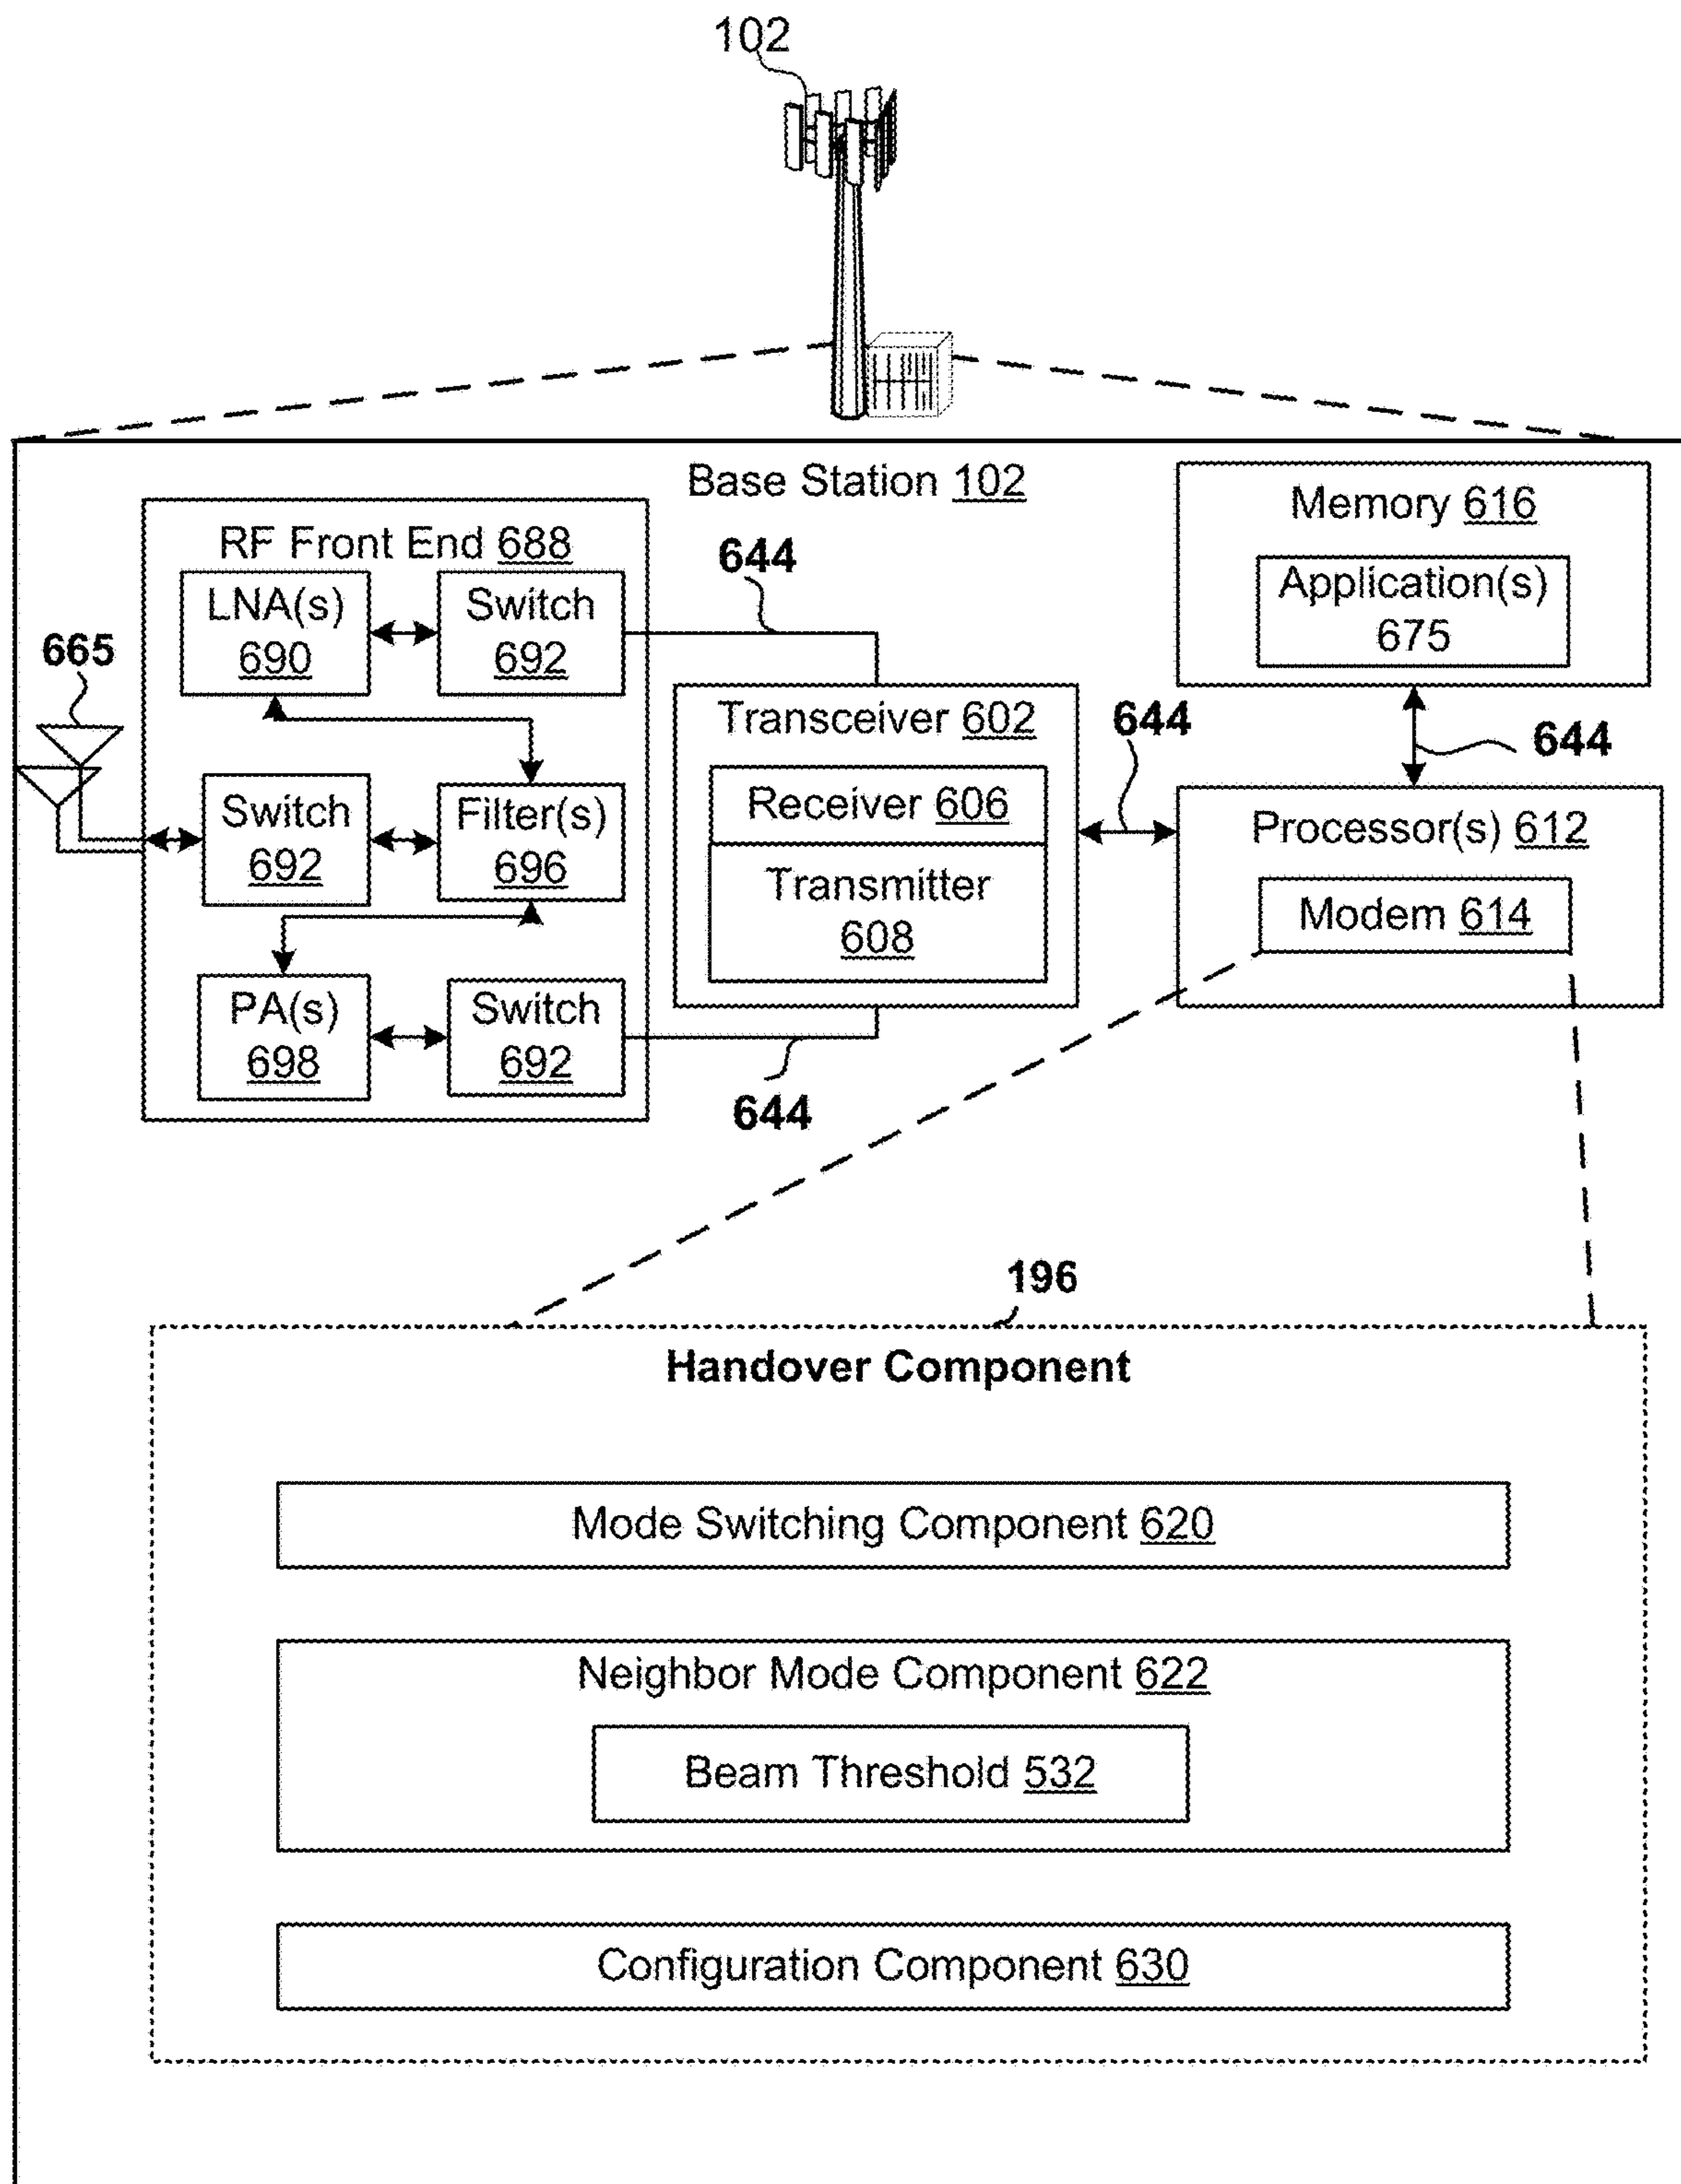 102
Base Station 102
Memory 616
Application(s)
675
RF Front End 688
LNA(s)
690
Switch
692
644
665
Transceiver 602
Receiver 606
Transmitter
608
644
644
Switch
692
Filter(s)
696
Processor(s) 612
Modem 614
PA(s)
698
Switch
692
644
196
Handover Component
Mode Switching Component 620
Neighbor Mode Component 622
Beam Threshold 532
Configuration Component 630